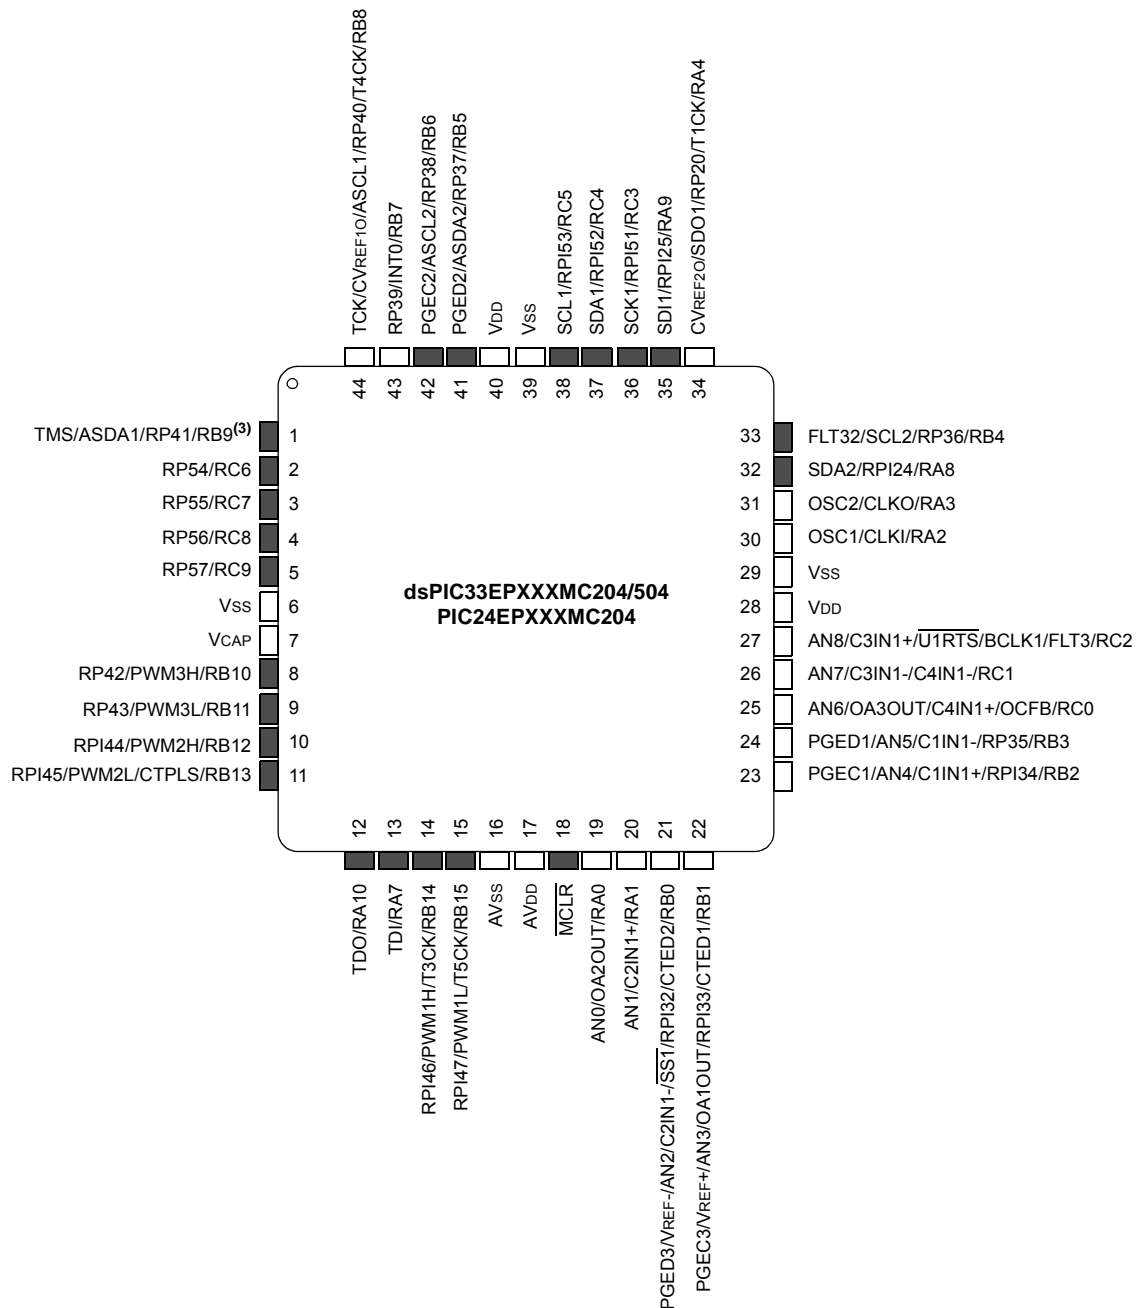 TCK/CVREF1O/ASCL1/RP40/T4CK/RB8
RP39/INT0/RB7
PGEC2/ASCL2/RP38/RB6
PGED2/ASDA2/RP37/RB5
VDD
VSS
SCL1/RPI53/RC5
SDA1/RPI52/RC4
SCK1/RPI51/RC3
SDI1/RPI25/RA9
CVREF2O/SDO1/RP20/T1CK/RA4
44
43
42
41
40
39
38
37
36
35
34
TMS/ASDA1/RP41/RB9(3) 1
RP54/RC6 2
RP55/RC7 3
RP56/RC8 4
RP57/RC9 5
VSS 6
VCAP 7
RP42/PWM3H/RB10 8
RP43/PWM3L/RB11 9
RPI44/PWM2H/RB12 10
RPI45/PWM2L/CTPLS/RB13 11
dsPIC33EPXXXMC204/504
PIC24EPXXXMC204
33 FLT32/SCL2/RP36/RB4
32 SDA2/RPI24/RA8
31 OSC2/CLKO/RA3
30 OSC1/CLKI/RA2
29 VSS
28 VDD
27 AN8/C3IN1+/U1RTS/BCLK1/FLT3/RC2
26 AN7/C3IN1-/C4IN1-/RC1
25 AN6/OA3OUT/C4IN1+/OCFB/RC0
24 PGED1/AN5/C1IN1-/RP35/RB3
23 PGEC1/AN4/C1IN1+/RPI34/RB2
12
13
14
15
16
17
18
19
20
21
22
TDO/RA10
TDI/RA7
RPI46/PWM1H/T3CK/RB14
RPI47/PWM1L/T5CK/RB15
AVSS
AVDD
MCLR
AN0/OA2OUT/RA0
AN1/C2IN1+/RA1
PGED3/VREF-/AN2/C2IN1-/SS1/RPI32/CTED2/RB0
PGEC3/VREF+/AN3/OA1OUT/RPI33/CTED1/RB1